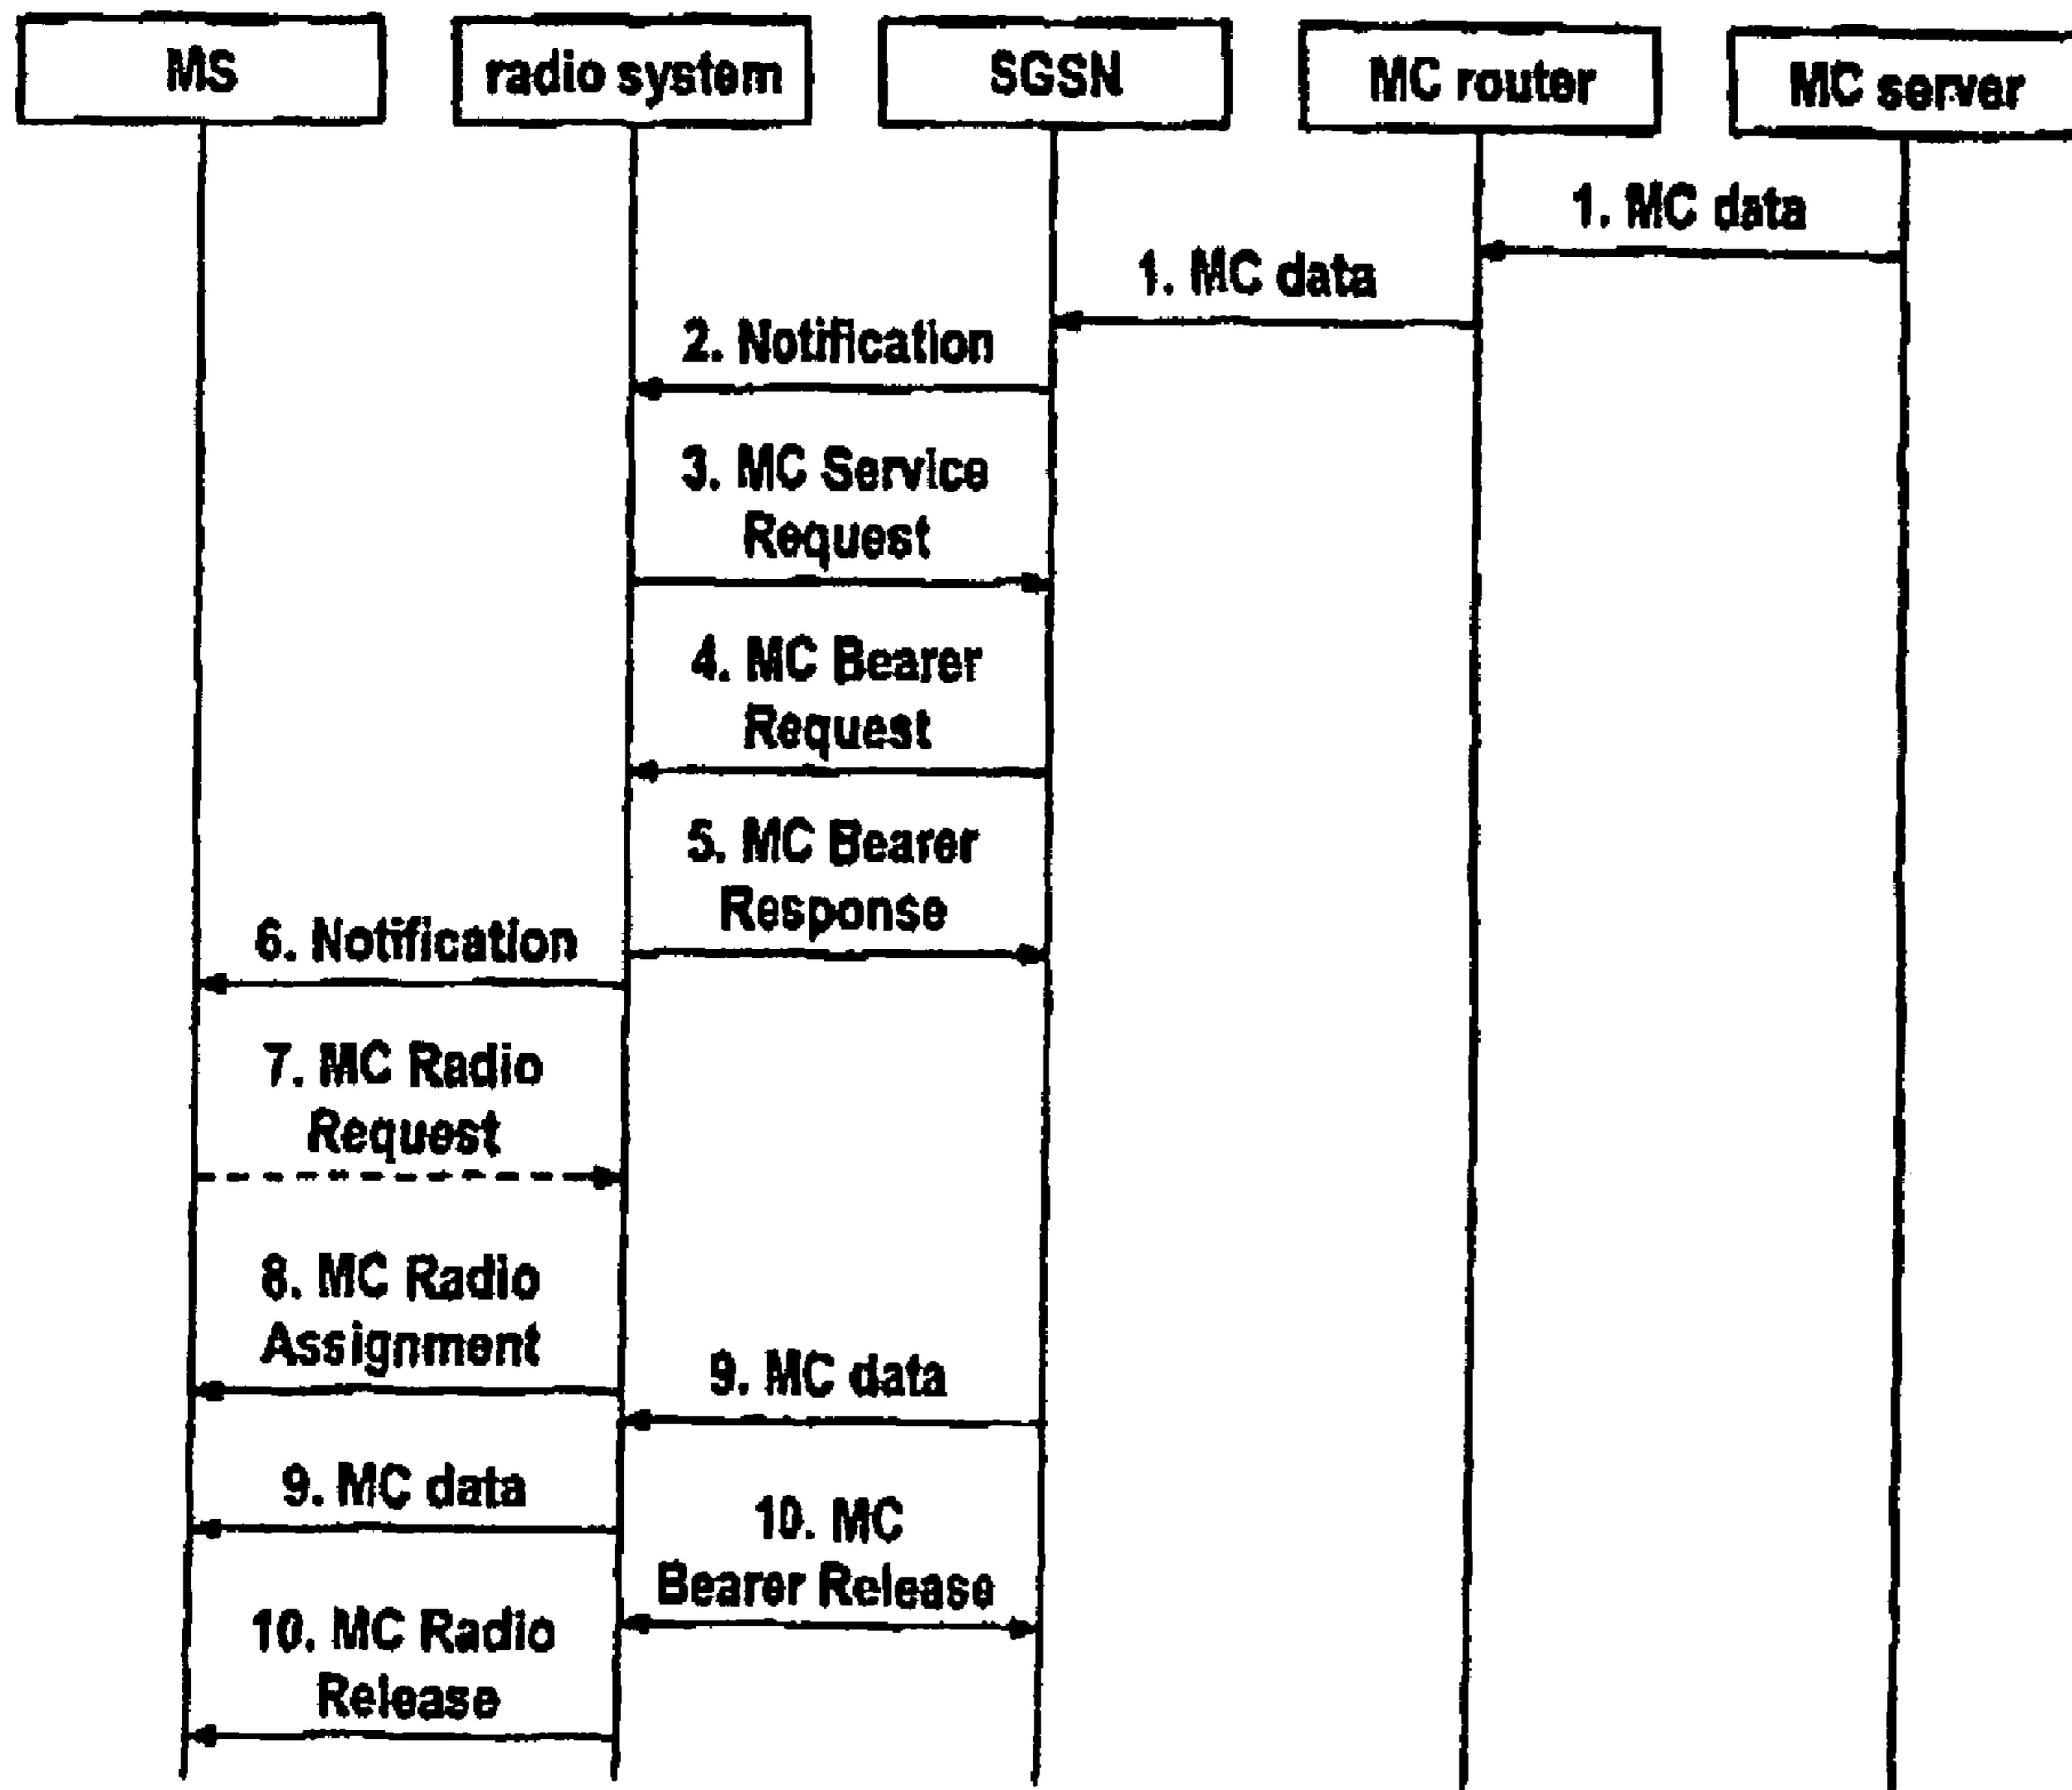 MS
radio system
SGSN
MC router
MC server
1. MC data
1. MC data
2. Notification
3. MC Service
Request
4. MC Bearer
Request
5. MC Bearer
Response
6. Notification
7. MC Radio
Request
8. MC Radio
Assignment
9. MC data
9. MC data
10. MC
Bearer Release
10. MC Radio
Release